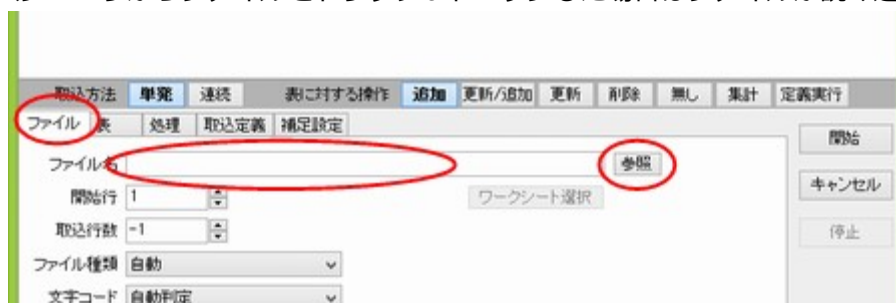 取込方法 単発 連続 表に対する操作 追加 更新/追加 更新 削除 無し 集計 定義実行
ファイル 表 処理 取込定義 補足設定
開始
ファイル名 参照
キャンセル
開始行 1 ワークシート選択
取込行数 -1 停止
ファイル種類 自動
文字コード 自動判定